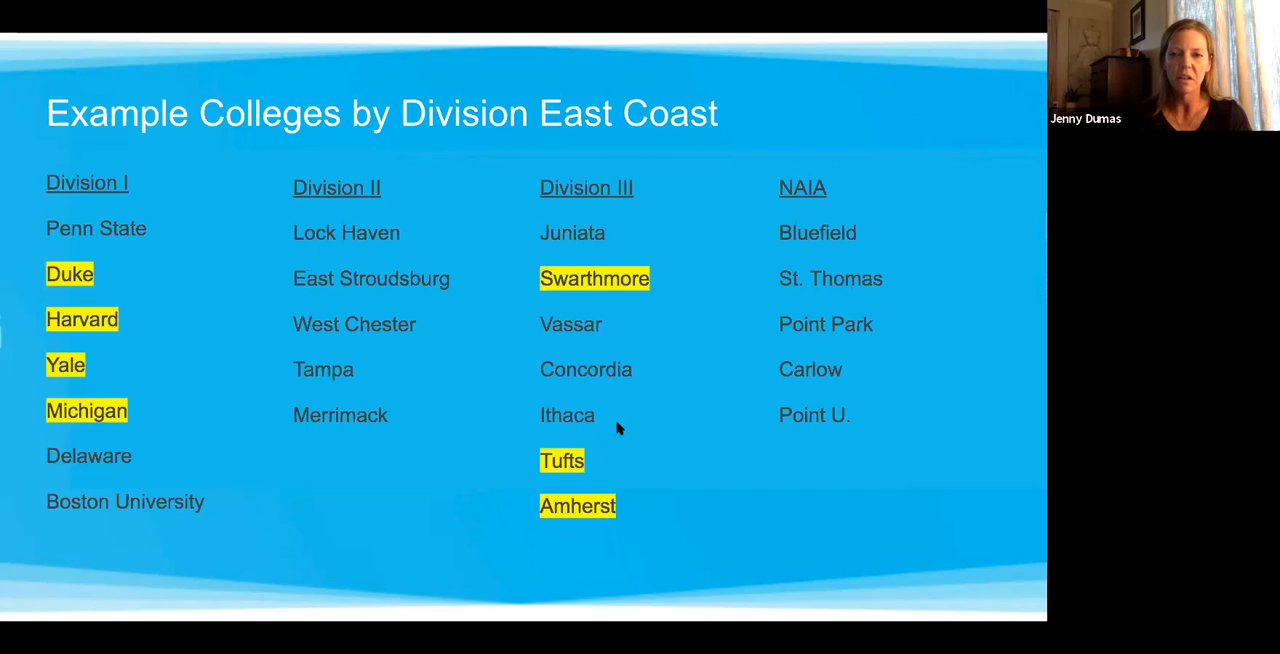 Example Colleges by Division East Coast
Division I
Penn State
Duke
Harvard
Yale
Michigan
Delaware
Boston University
Division II
Lock Haven
East Stroudsburg
West Chester
Tampa
Merrimack
Division III
Juniata
Swarthmore
Vassar
Concordia
Ithaca
Tufts
Amherst
NAIA
Bluefield
St. Thomas
Point Park
Carlow
Point U.
Jenny Dumas